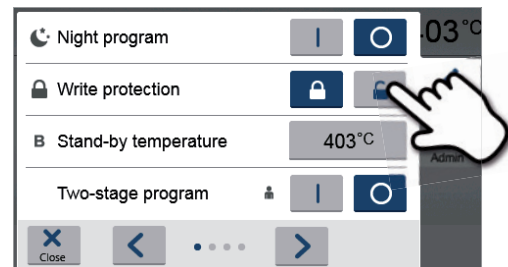 Night program
03°C
Write protection
B Stand-by temperature 403°C
Admin
Two-stage program
Close